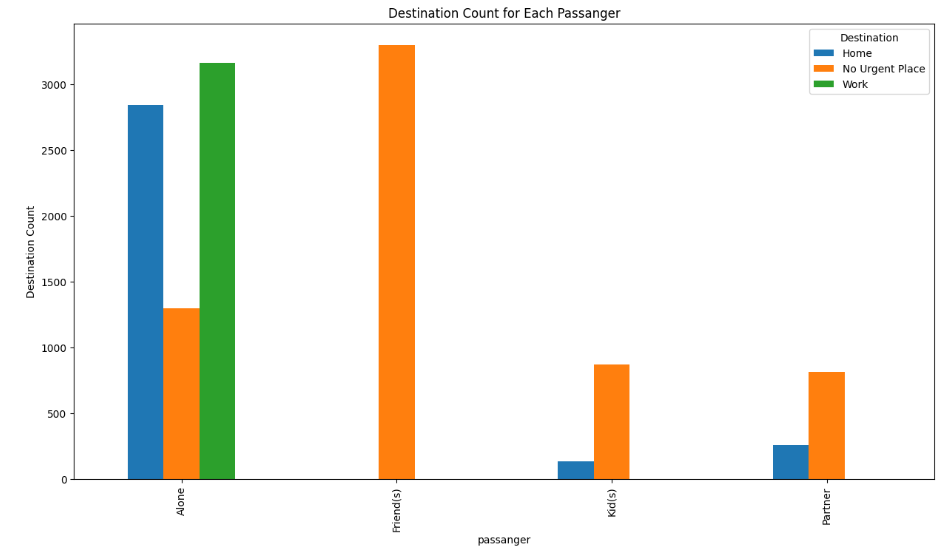 Destination Count for Each Passanger
Destination
Home
No Urgent Place
Work
Destination Count
3000
2500
2000
1500
1000
500
0
Alone
Friend(s)
Kid(s)
Partner
passanger